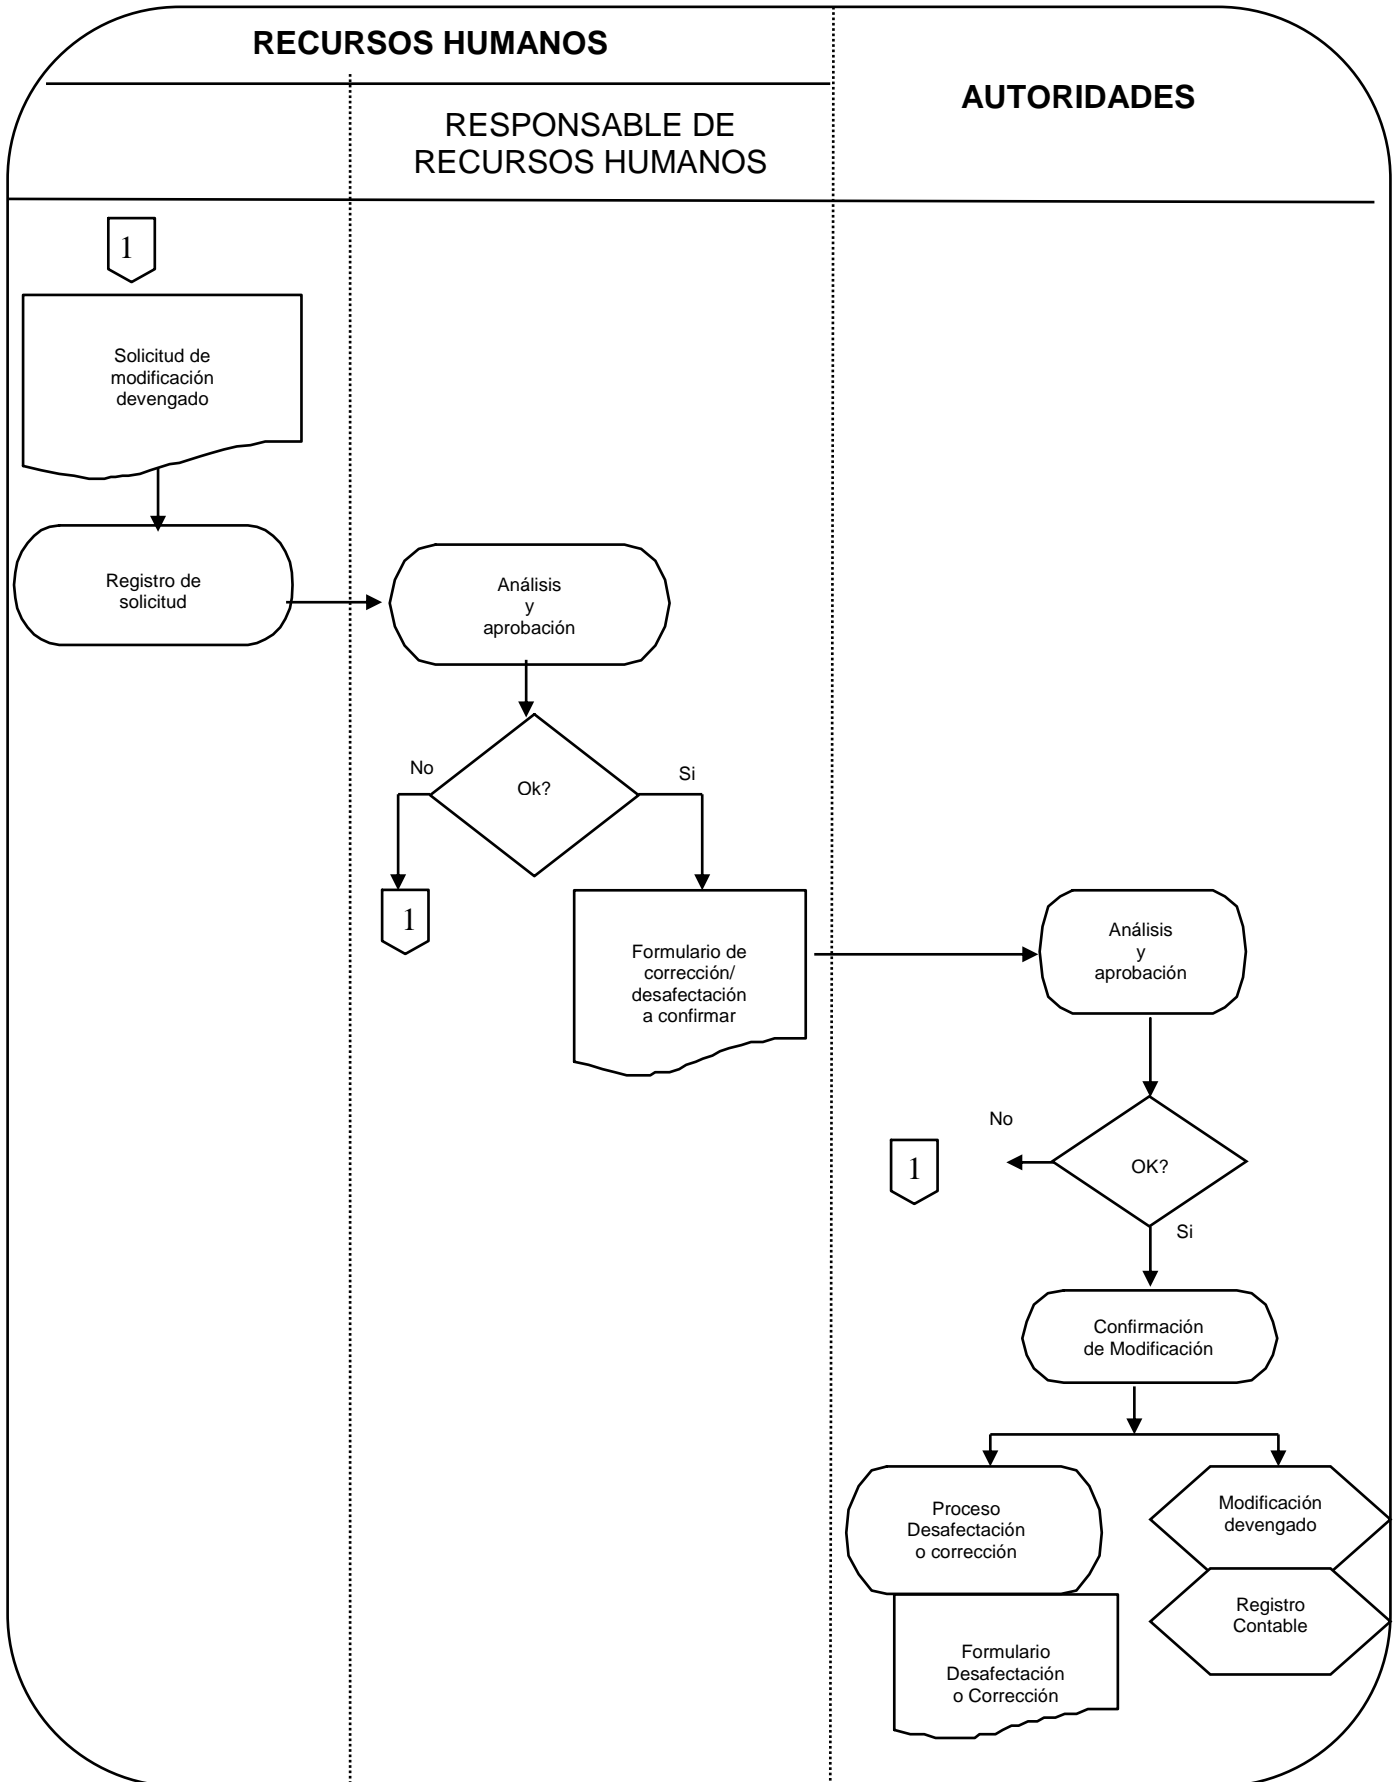 RECURSOS HUMANOS
AUTORIDADES
RESPONSABLE DE
RECURSOS HUMANOS
1
Solicitud de
modificación
devengado
Registro de
solicitud
Análisis
y
aprobación
No
Si
Ok?
1
Formulario de
corrección/
desafectación
a confirmar
Análisis
y
aprobación
No
1
OK?
Si
Confirmación
de Modificación
Proceso
Desafectación
o corrección
Modificación
devengado
Registro
Contable
Formulario
Desafectación
o Corrección